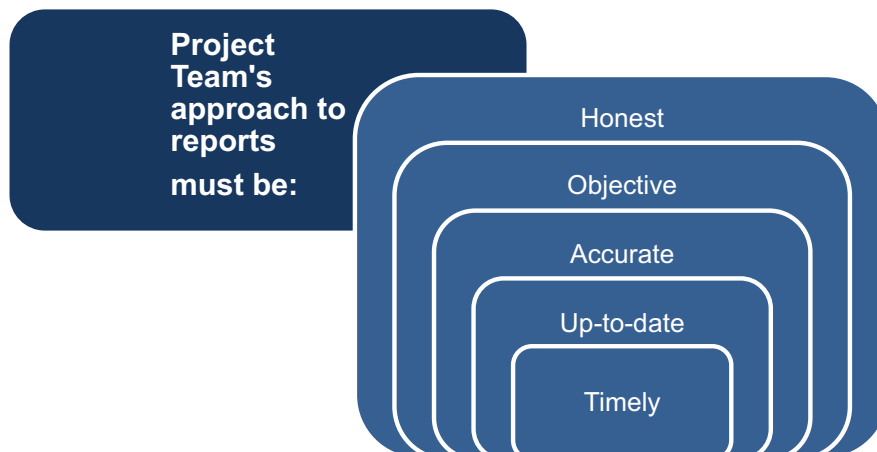 Project
Team's
approach to
reports
must be:
Honest
Objective
Accurate
Up-to-date
Timely